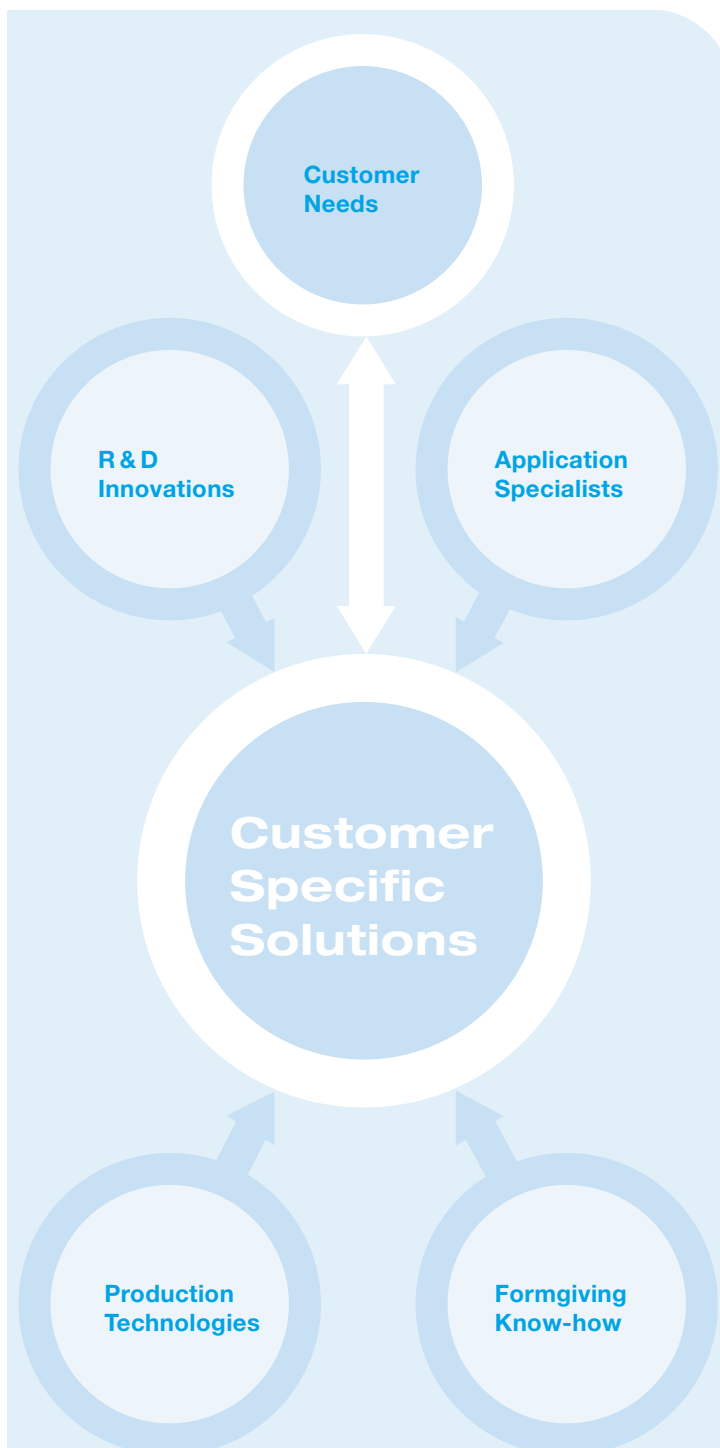 Customer
Needs
R & D
Innovations
Application
Specialists
Customer
Specific
Solutions
Production
Technologies
Formgiving
Know-how